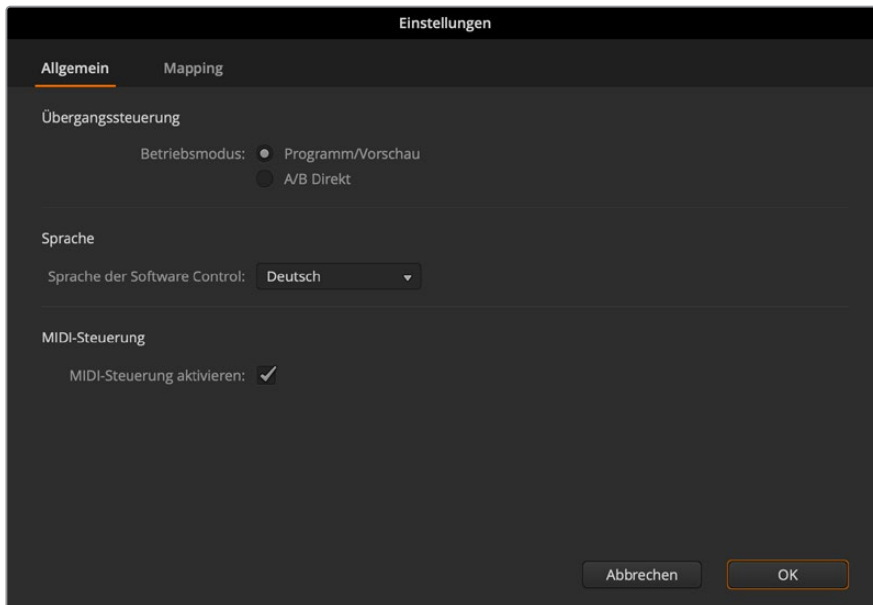 Einstellungen
Allgemein Mapping
Übergangssteuerung
Betriebsmodus: Programm/Vorschau
A/B Direkt
Sprache
Sprache der Software Control: Deutsch
MIDI-Steuerung
MIDI-Steuerung aktivieren:
Abbrechen OK